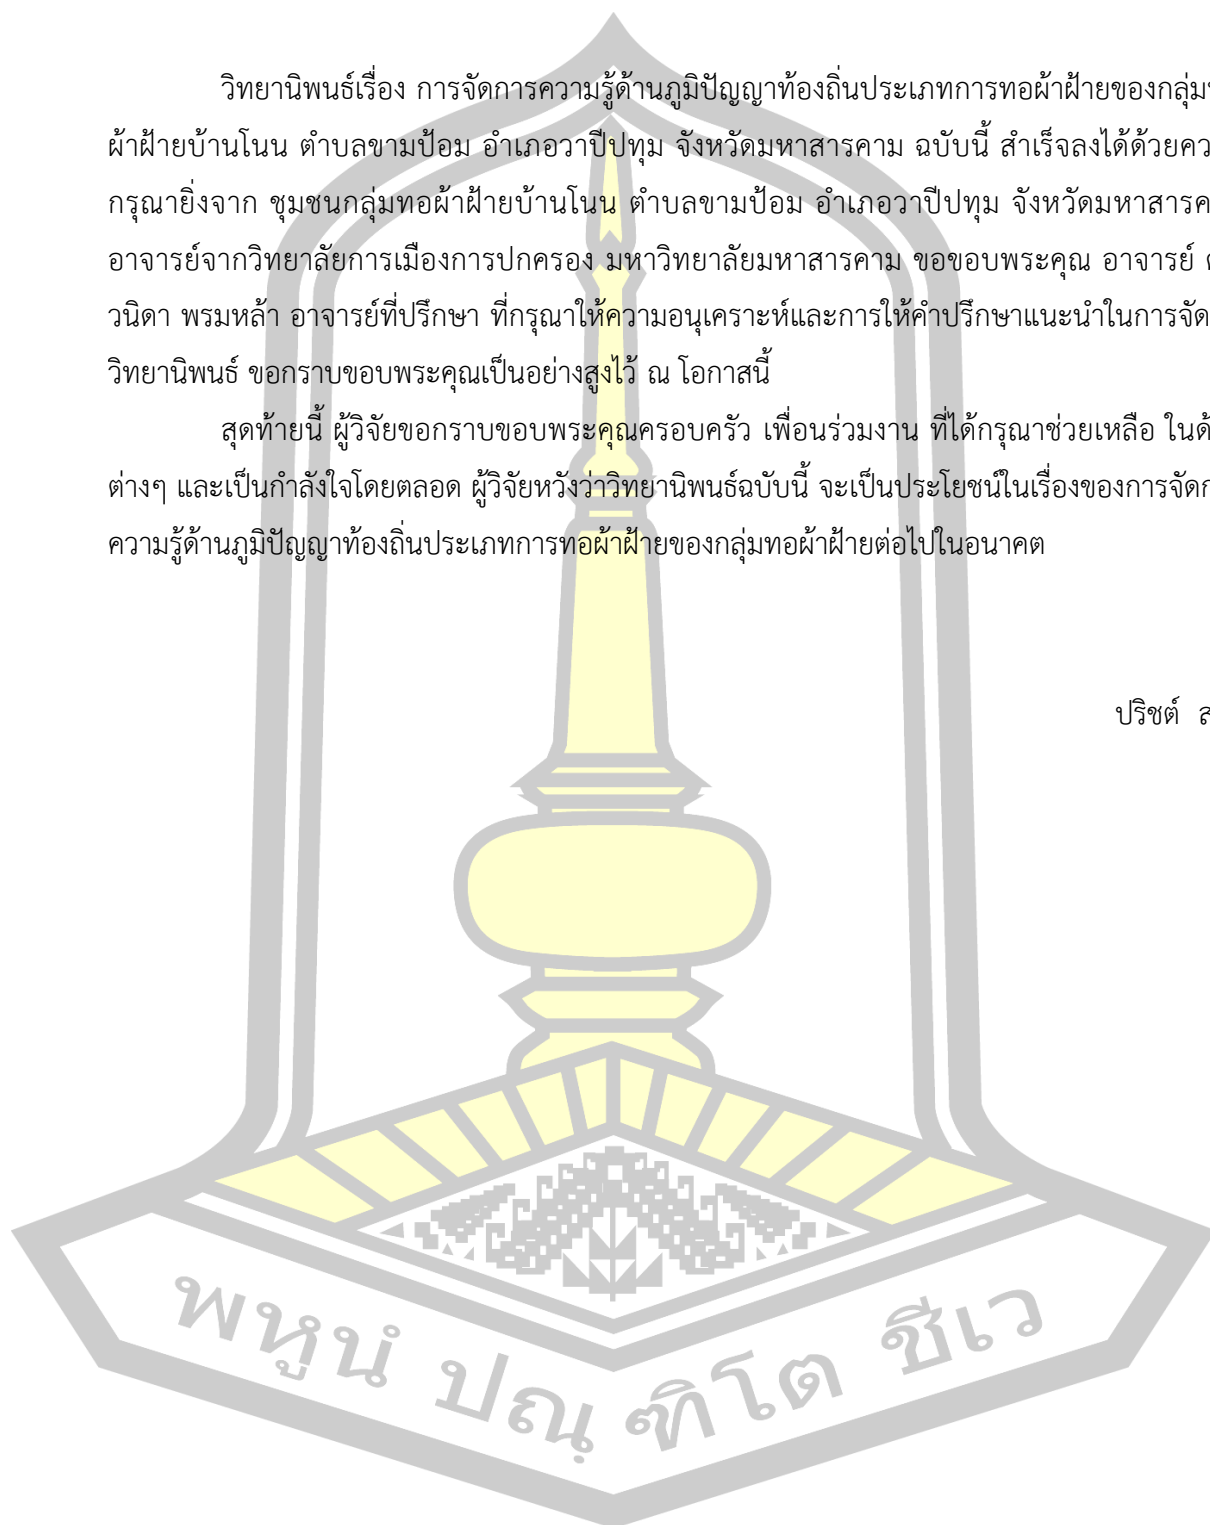 วิทยานิพนธ์เรื่อง การจัดการความรู้ด้านภูมิปัญญาท้องถิ่นประเภทการทอผ้าฝ้ายของกลุ่ม
ผ้าฝ้ายบ้านโนน ตำบลขามป้อม อำเภอวาปีปทุม จังหวัดมหาสารคาม ฉบับนี้ สำเร็จลงได้ด้วย
กรุณายิ่งจาก ชุมชนกลุ่มทอผ้าฝ้ายบ้านโนน ตำบลขามป้อม อำเภอวาปีปทุม จังหวัด
อาจารย์จากวิทยาลัยการเมืองการปกครอง มหาวิทยาลัยมหาสารคาม ขอขอบพระคุณ อาจารย์
วนิดา พรมหล้า อาจารย์ที่ปรึกษา ที่กรุณาให้ความอนุเคราะห์และการให้คำปรึกษาแนะนำในการจัด
วิทยานิพนธ์ ขอกราบขอบพระคุณเป็นอย่างสูงไว้ ณ โอกาสนี้
สุดท้ายนี้ ผู้วิจัยขอกราบขอบพระคุณครอบครัว เพื่อนร่วมงาน ที่ได้กรุณาช่วยเหลือ ใน
ต่างๆ และเป็นกำลังใจโดยตลอด ผู้วิจัยหวังว่าวิทยานิพนธ์ฉบับนี้ จะเป็นประโยชน์ในเรื่องของการจัด
ความรู้ด้านภูมิปัญญาท้องถิ่นประเภทการทอผ้าฝ้ายของกลุ่มทอผ้าฝ้ายต่อไปในอนาคต
ปริชต์
พหูนํ ปณฺฑิโต ชีเว